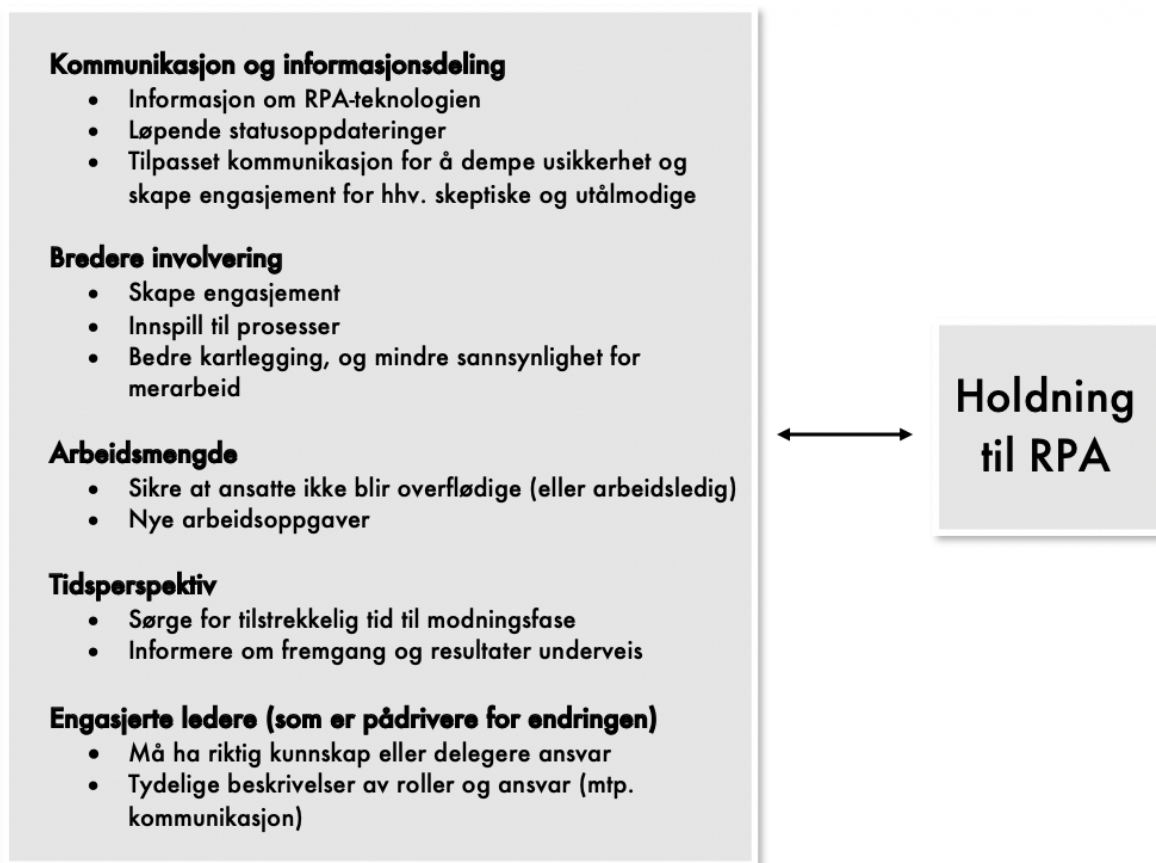 Kommunikasjon og informasjonsdeling
• Informasjon om RPA-teknologien
• Løpende statusoppdateringer
• Tilpasset kommunikasjon for å dempe usikkerhet og
skape engasjement for hhv. skeptiske og utålmodige
Bredere involvering
• Skape engasjement
• Innspill til prosesser
• Bedre kartlegging, og mindre sannsynlighet for
merarbeid
Arbeidsmengde
• Sikre at ansatte ikke blir overflødige (eller arbeidsledig)
• Nye arbeidsoppgaver
Tidsperspektiv
• Sørge for tilstrekkelig tid til modningsfase
• Informere om fremgang og resultater underveis
Engasjerte ledere (som er pådrivere for endringen)
• Må ha riktig kunnskap eller delegere ansvar
• Tydelige beskrivelser av roller og ansvar (mtp.
kommunikasjon)
Holdning
til RPA